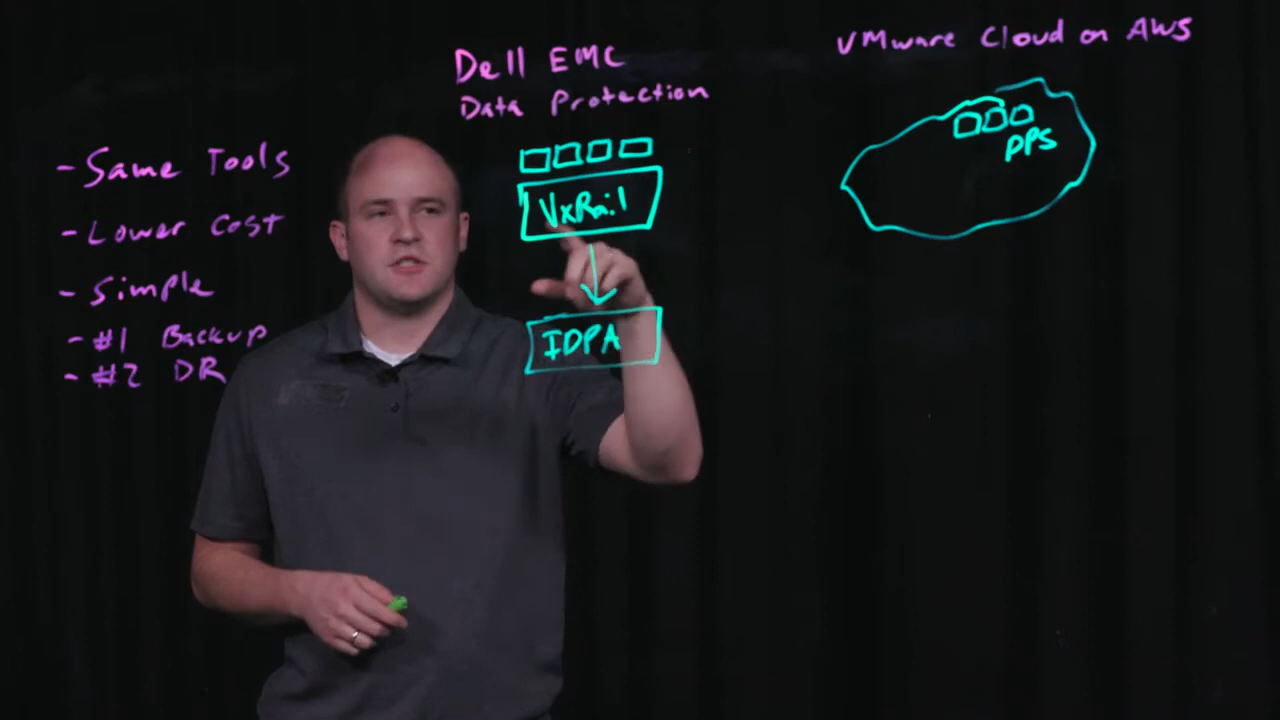 Dell EMC
Data Protection
VMware Cloud on AWS
- Same Tools
- Lower Cost
- Simple
- #1 Backup
- #2 DR
VxRail
IDPA
DPS